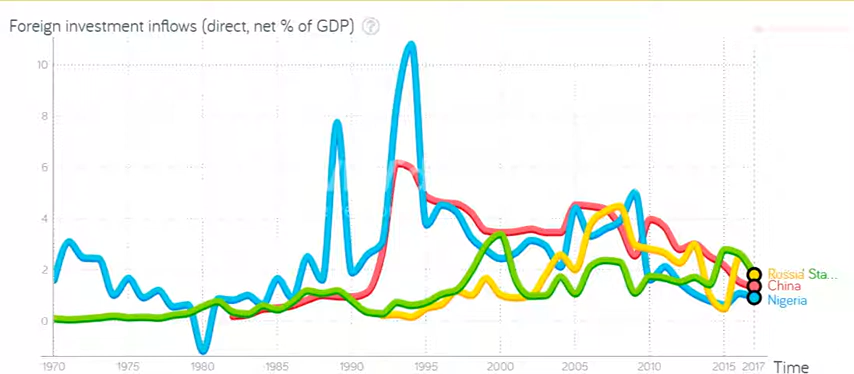 Foreign investment inflows (direct, net % of GDP) ?
10
8
6
4
2
0
1970 1975 1980 1985 1990 1995 2000 2005 2010 2015 2017 Time
Russia Sta...
China
Nigeria